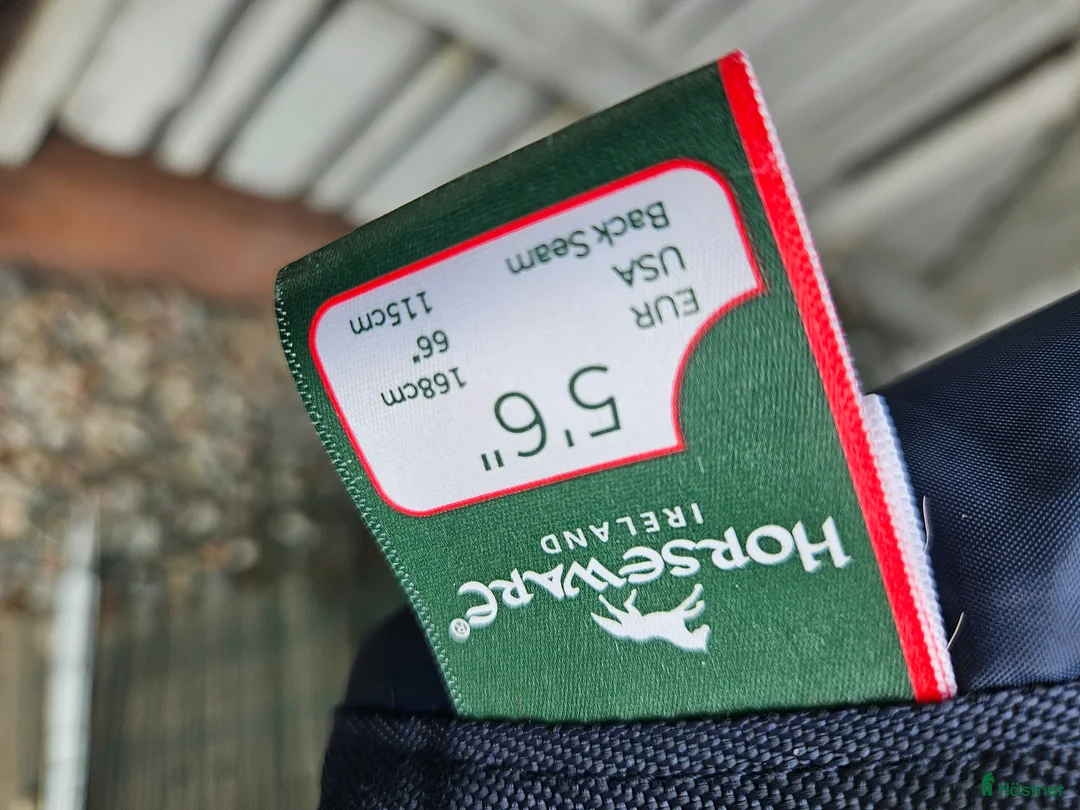 HORSEWARE®
IRELAND
5'6"
EUR 168cm
USA 66"
Back Seam 115cm